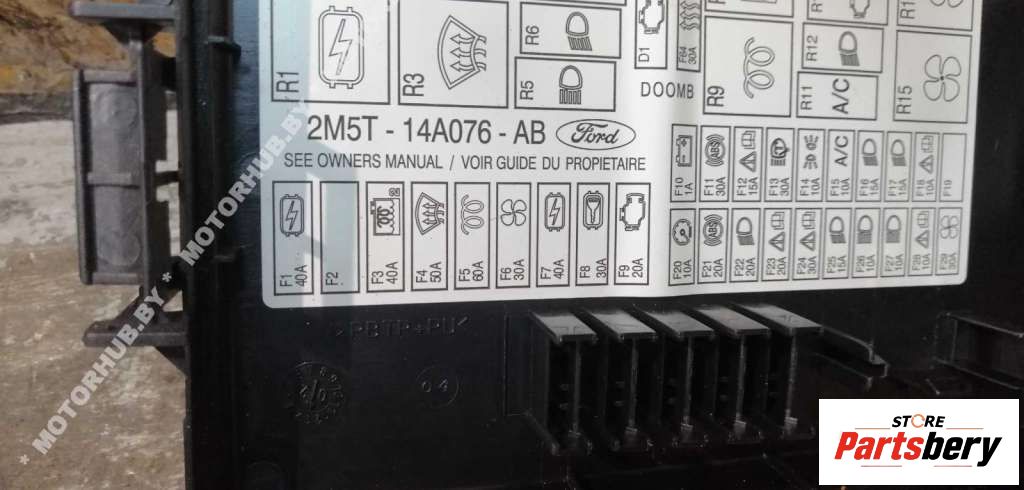 R1
R3
R6
R5
D1
F64 30A
R9
R12
R11
A/C
R15
DOOMB
2M5T - 14A076 - AB Ford
SEE OWNERS MANUAL / VOIR GUIDE DU PROPIETAIRE
F1 40A
F2
F3 40A
F4 50A
F5 60A
F6 30A
F7 40A
F8 30A
F9 20A
F10 1A
F11 30A
F12 15A
F13 30A
F14 10A
A/C F15 10A
F16 15A
F17 15A
F18 10A
F19
F20 10A
F21 20A
F22 20A
F23 20A
F24 30A
F25 15A
F26 10A
F27 10A
F28 10A
F29 30A
ABS
ABS
>PBTP+PU<
04
* MOTORHUB.BY * MOTORHUB.BY
STORE
Partsbery